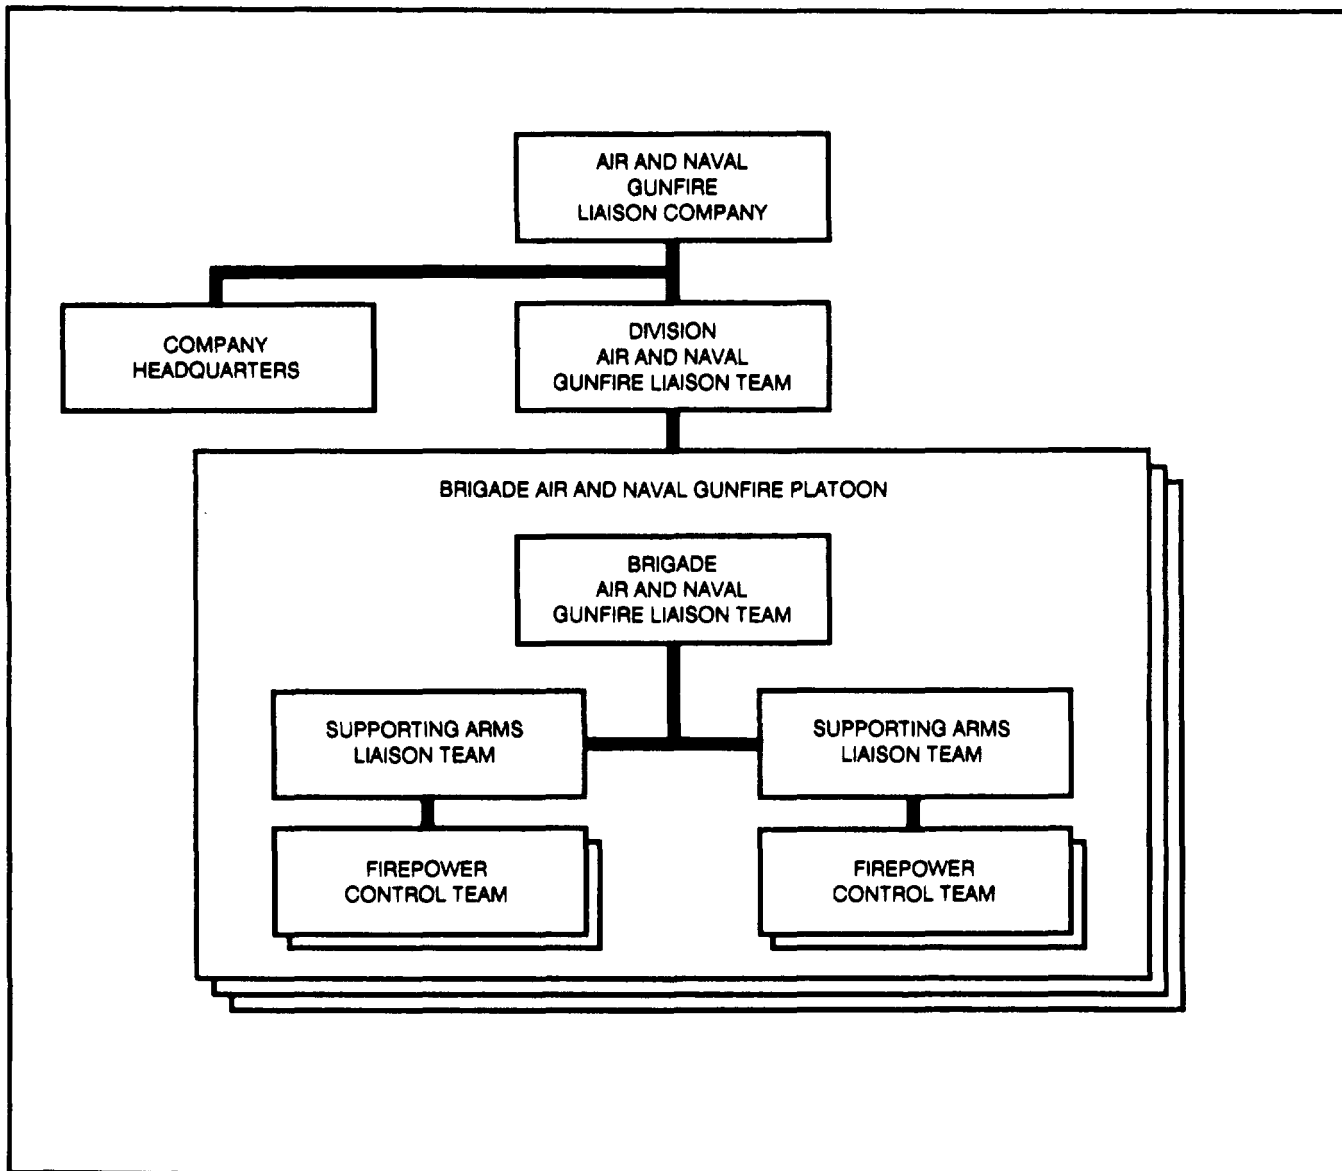 AIR AND NAVAL
GUNFIRE
LIAISON COMPANY
COMPANY
HEADQUARTERS
DIVISION
AIR AND NAVAL
GUNFIRE LIAISON TEAM
BRIGADE AIR AND NAVAL GUNFIRE PLATOON
BRIGADE
AIR AND NAVAL
GUNFIRE LIAISON TEAM
SUPPORTING ARMS
LIAISON TEAM
SUPPORTING ARMS
LIAISON TEAM
FIREPOWER
CONTROL TEAM
FIREPOWER
CONTROL TEAM